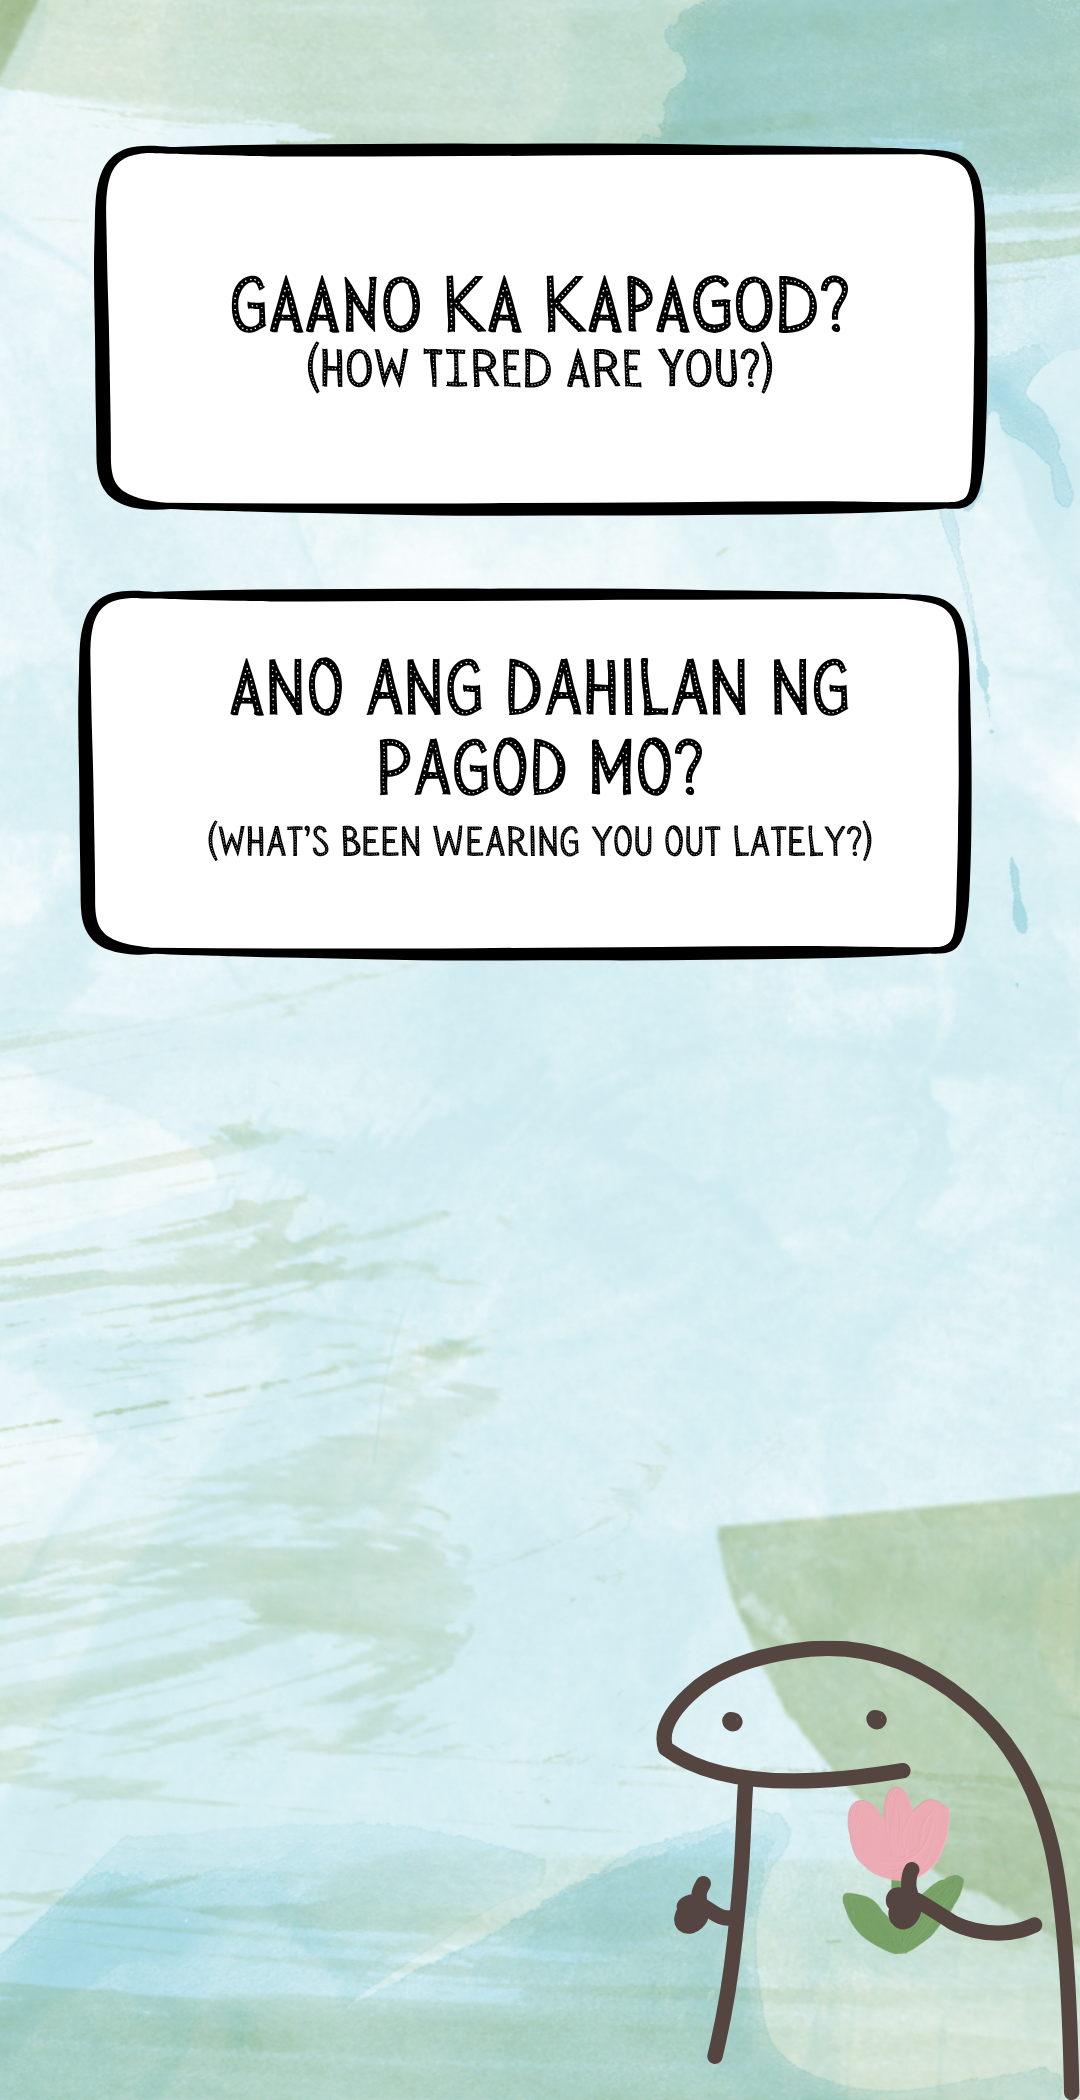 GAANO KA KAPAGOD?
(HOW TIRED ARE YOU?)
ANO ANG DAHILAN NG
PAGOD MO?
(WHAT'S BEEN WEARING YOU OUT LATELY?)